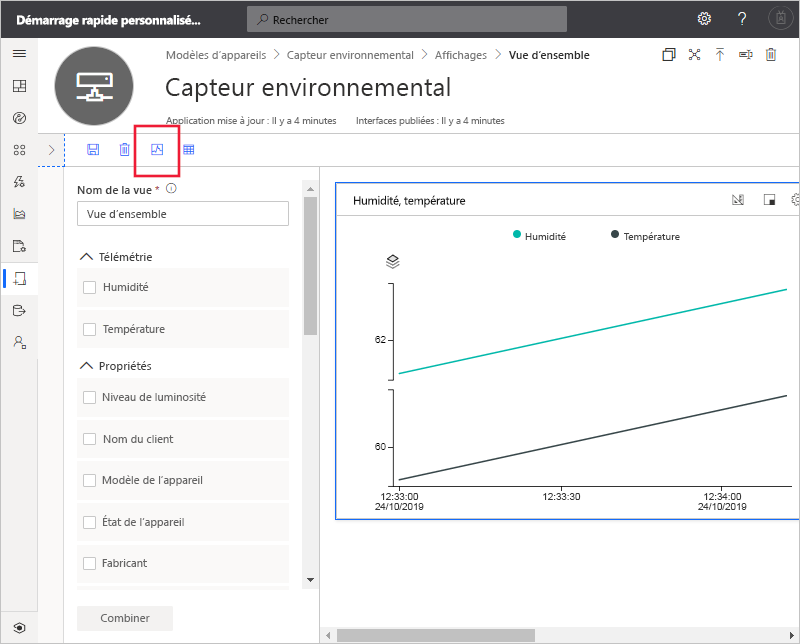 Démarrage rapide personnalisé...
Rechercher
?
Modèles d'appareils > Capteur environnemental > Affichages > Vue d'ensemble
Capteur environnemental
Application mise à jour : Il y a 4 minutes Interfaces publiées : Il y a 4 minutes
Nom de la vue *
Vue d'ensemble
Télémétrie
Humidité
Température
Propriétés
Niveau de luminosité
Nom du client
Modèle de l'appareil
État de l'appareil
Fabricant
Combiner
Humidité, température
Humidité Température
62
60
12:33:00 12:33:30 12:34:00
24/10/2019 24/10/2019